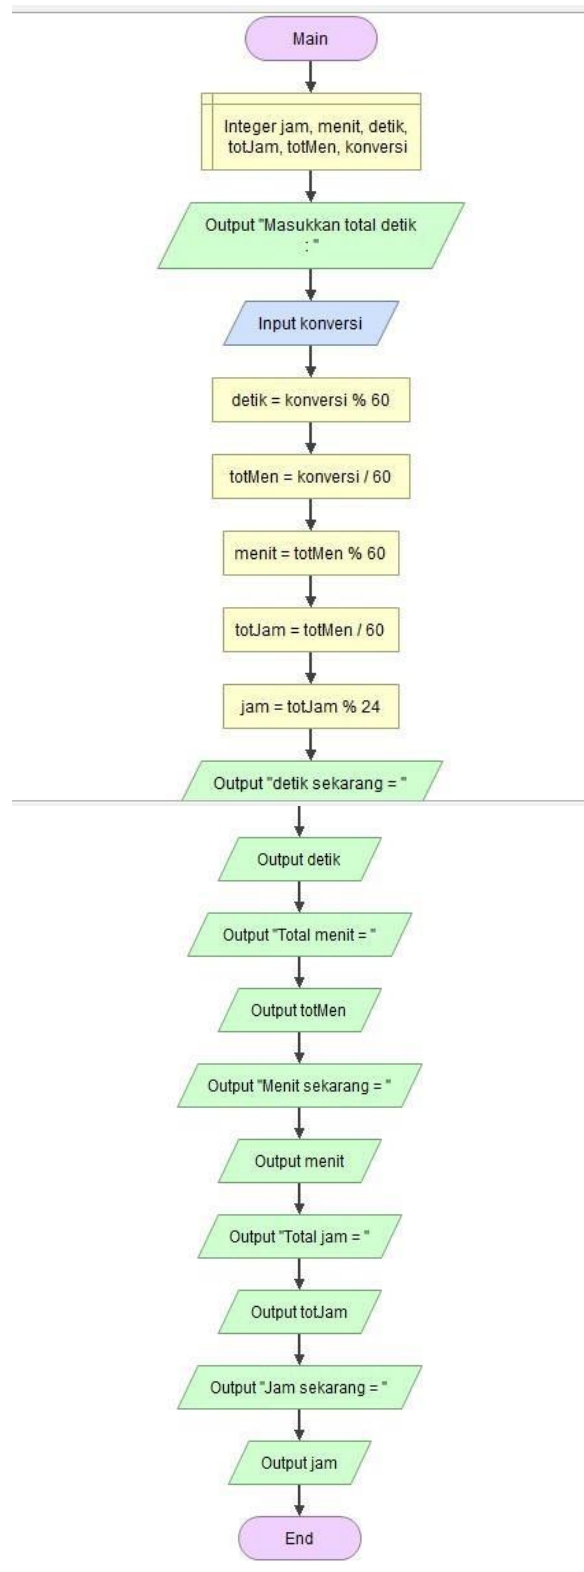 Main
Integer jam, menit, detik,
totJam, totMen, konversi
Output "Masukkan total detik
: "
Input konversi
detik = konversi % 60
totMen = konversi / 60
menit = totMen % 60
totJam = totMen / 60
jam = totJam % 24
Output "detik sekarang = "
Output detik
Output "Total menit = "
Output totMen
Output "Menit sekarang = "
Output menit
Output "Total jam = "
Output totJam
Output "Jam sekarang = "
Output jam
End